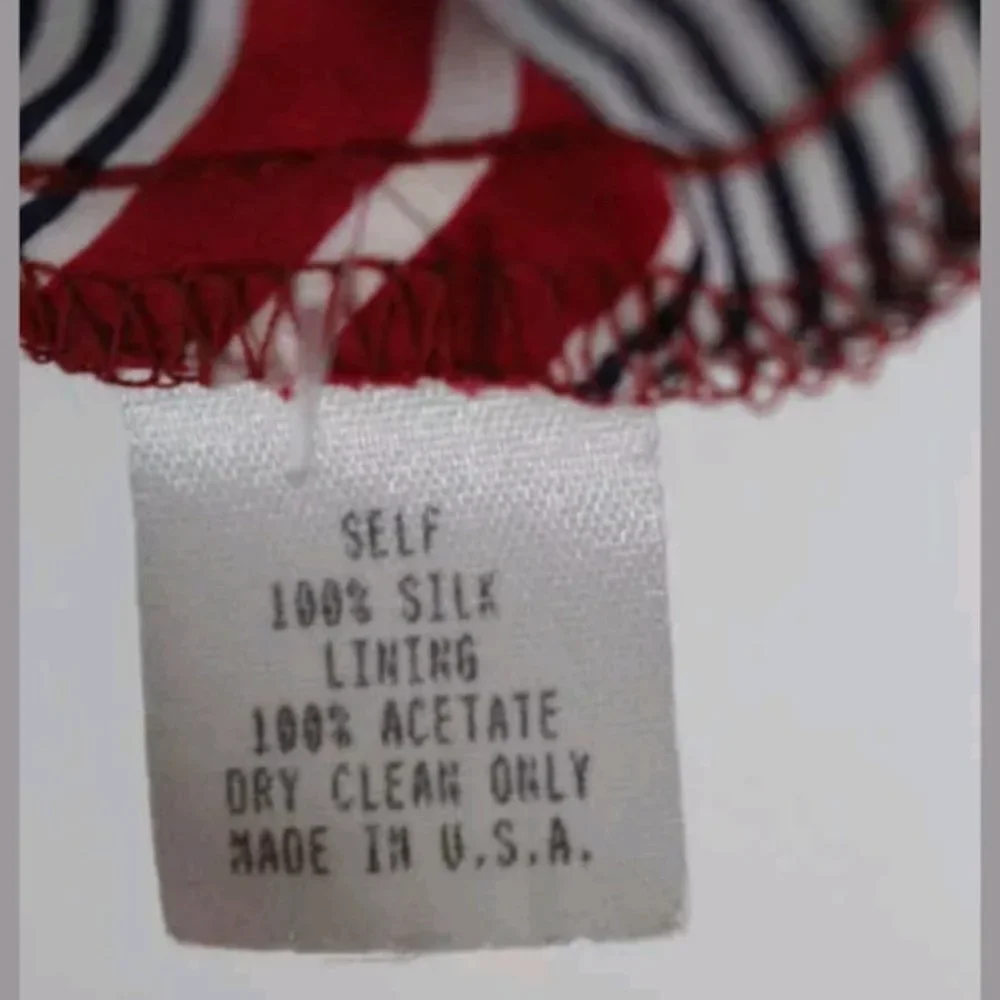 SELF
100% SILK
LINING
100% ACETATE
DRY CLEAN ONLY
MADE IN U.S.A.